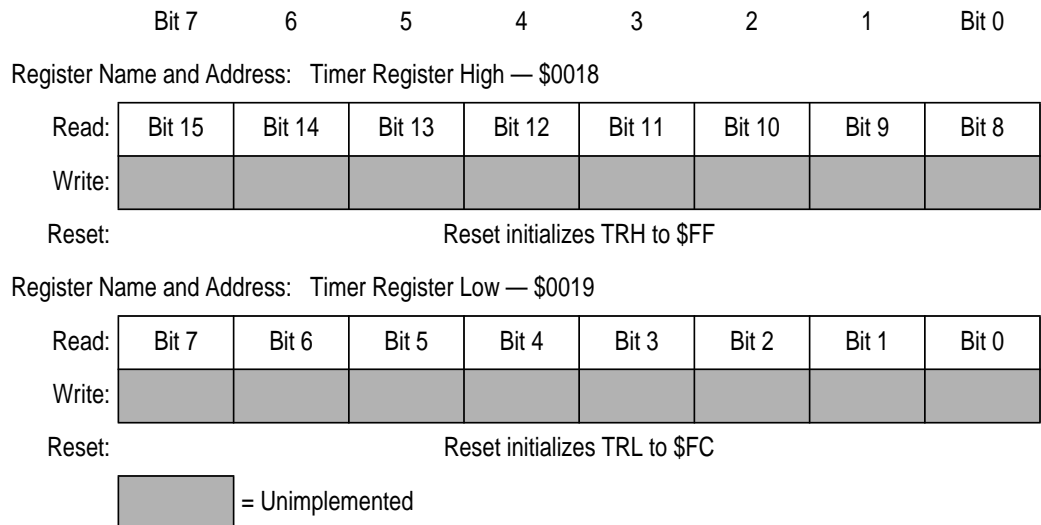 Bit 7 6 5 4 3 2 1 Bit 0
Register Name and Address: Timer Register High — $0018
Read: Bit 15 Bit 14 Bit 13 Bit 12 Bit 11 Bit 10 Bit 9 Bit 8
Write:
Reset: Reset initializes TRH to $FF
Register Name and Address: Timer Register Low — $0019
Read: Bit 7 Bit 6 Bit 5 Bit 4 Bit 3 Bit 2 Bit 1 Bit 0
Write:
Reset: Reset initializes TRL to $FC
= Unimplemented